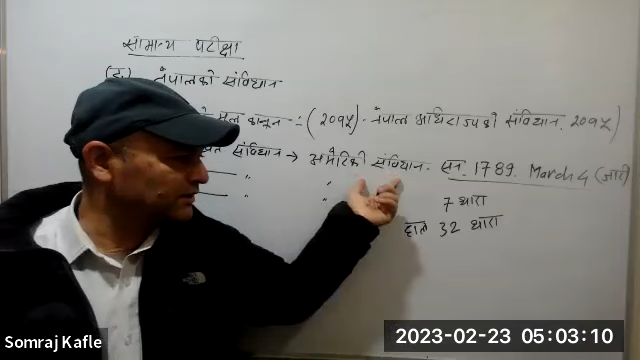 सामान्य परीक्षा
(इ.) नेपालको संविधान
मूल कानून :- (२०१५). नेपाल अधिराज्यको संविधान. २०१५)
संविधान → अमेरिकी संविधान. सन् 1789. March 4 (जारी)
" "
" "
7 धारा
हाल 32 धारा
Somraj Kafle
2023-02-23 05:03:10